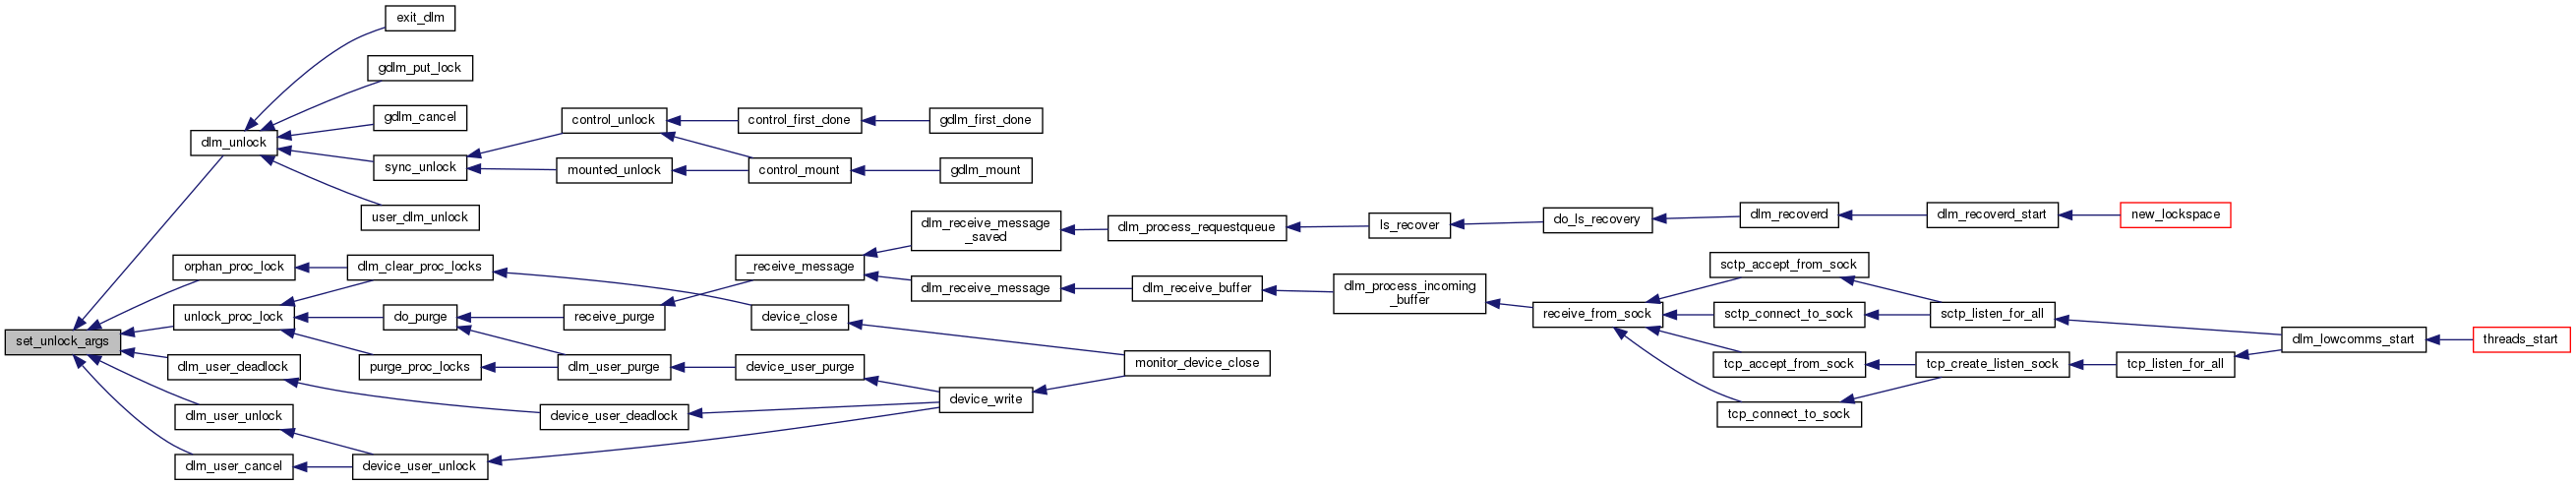 exit_dlm
gdlm_put_lock
gdlm_cancel
dlm_unlock
sync_unlock
user_dlm_unlock
control_unlock
control_first_done
gdlm_first_done
mounted_unlock
control_mount
gdlm_mount
set_unlock_args
orphan_proc_lock
unlock_proc_lock
dlm_user_deadlock
dlm_user_unlock
dlm_user_cancel
dlm_clear_proc_locks
do_purge
purge_proc_locks
device_user_unlock
receive_purge
dlm_user_purge
device_user_deadlock
_receive_message
device_close
device_user_purge
dlm_receive_message
_saved
dlm_receive_message
device_write
dlm_process_requestqueue
dlm_receive_buffer
monitor_device_close
ls_recover
dlm_process_incoming
_buffer
do_ls_recovery
receive_from_sock
dlm_recoverd
sctp_accept_from_sock
sctp_connect_to_sock
tcp_accept_from_sock
tcp_connect_to_sock
dlm_recoverd_start
sctp_listen_for_all
tcp_create_listen_sock
new_lockspace
tcp_listen_for_all
dlm_lowcomms_start
threads_start